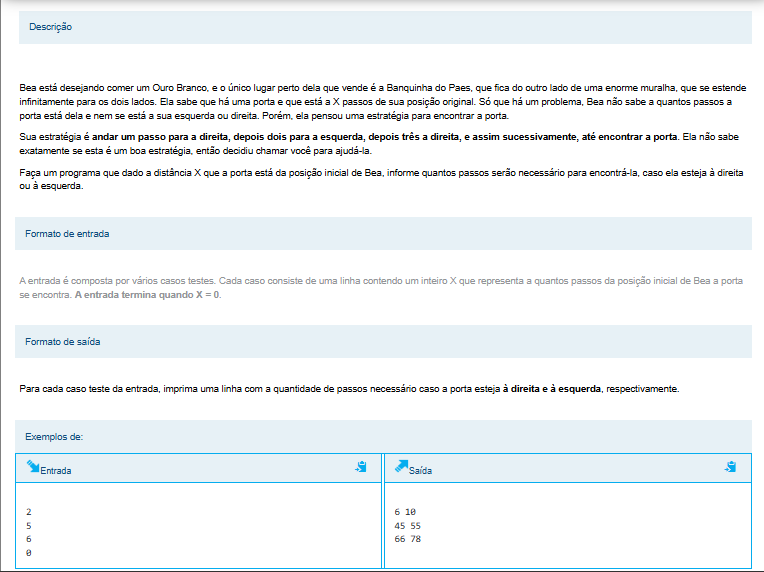 Descrição
Bea está desejando comer um Ouro Branco, e o único lugar perto dela que vende é a Banquinha do Paes, que fica do outro lado de uma enorme muralha, que se estende
infinitamente para os dois lados. Ela sabe que há uma porta e que está a X passos de sua posição original. Só que há um problema, Bea não sabe a quantos passos a
porta está dela e nem se está a sua esquerda ou direita. Porém, ela pensou uma estratégia para encontrar a porta.
Sua estratégia é andar um passo para a direita, depois dois para a esquerda, depois três a direita, e assim sucessivamente, até encontrar a porta. Ela não sabe
exatamente se esta é um boa estratégia, então decidiu chamar você para ajudá-la.
Faça um programa que dado a distância X que a porta está da posição inicial de Bea, informe quantos passos serão necessário para encontrá-la, caso ela esteja à direita
ou à esquerda.
Formato de entrada
A entrada é composta por vários casos testes. Cada caso consiste de uma linha contendo um inteiro X que representa a quantos passos da posição inicial de Bea a porta
se encontra. A entrada termina quando X = 0.
Formato de saída
Para cada caso teste da entrada, imprima uma linha com a quantidade de passos necessário caso a porta esteja à direita e à esquerda, respectivamente.
Exemplos de:
Entrada
Saída
2
5
6
0
6 10
45 55
66 78